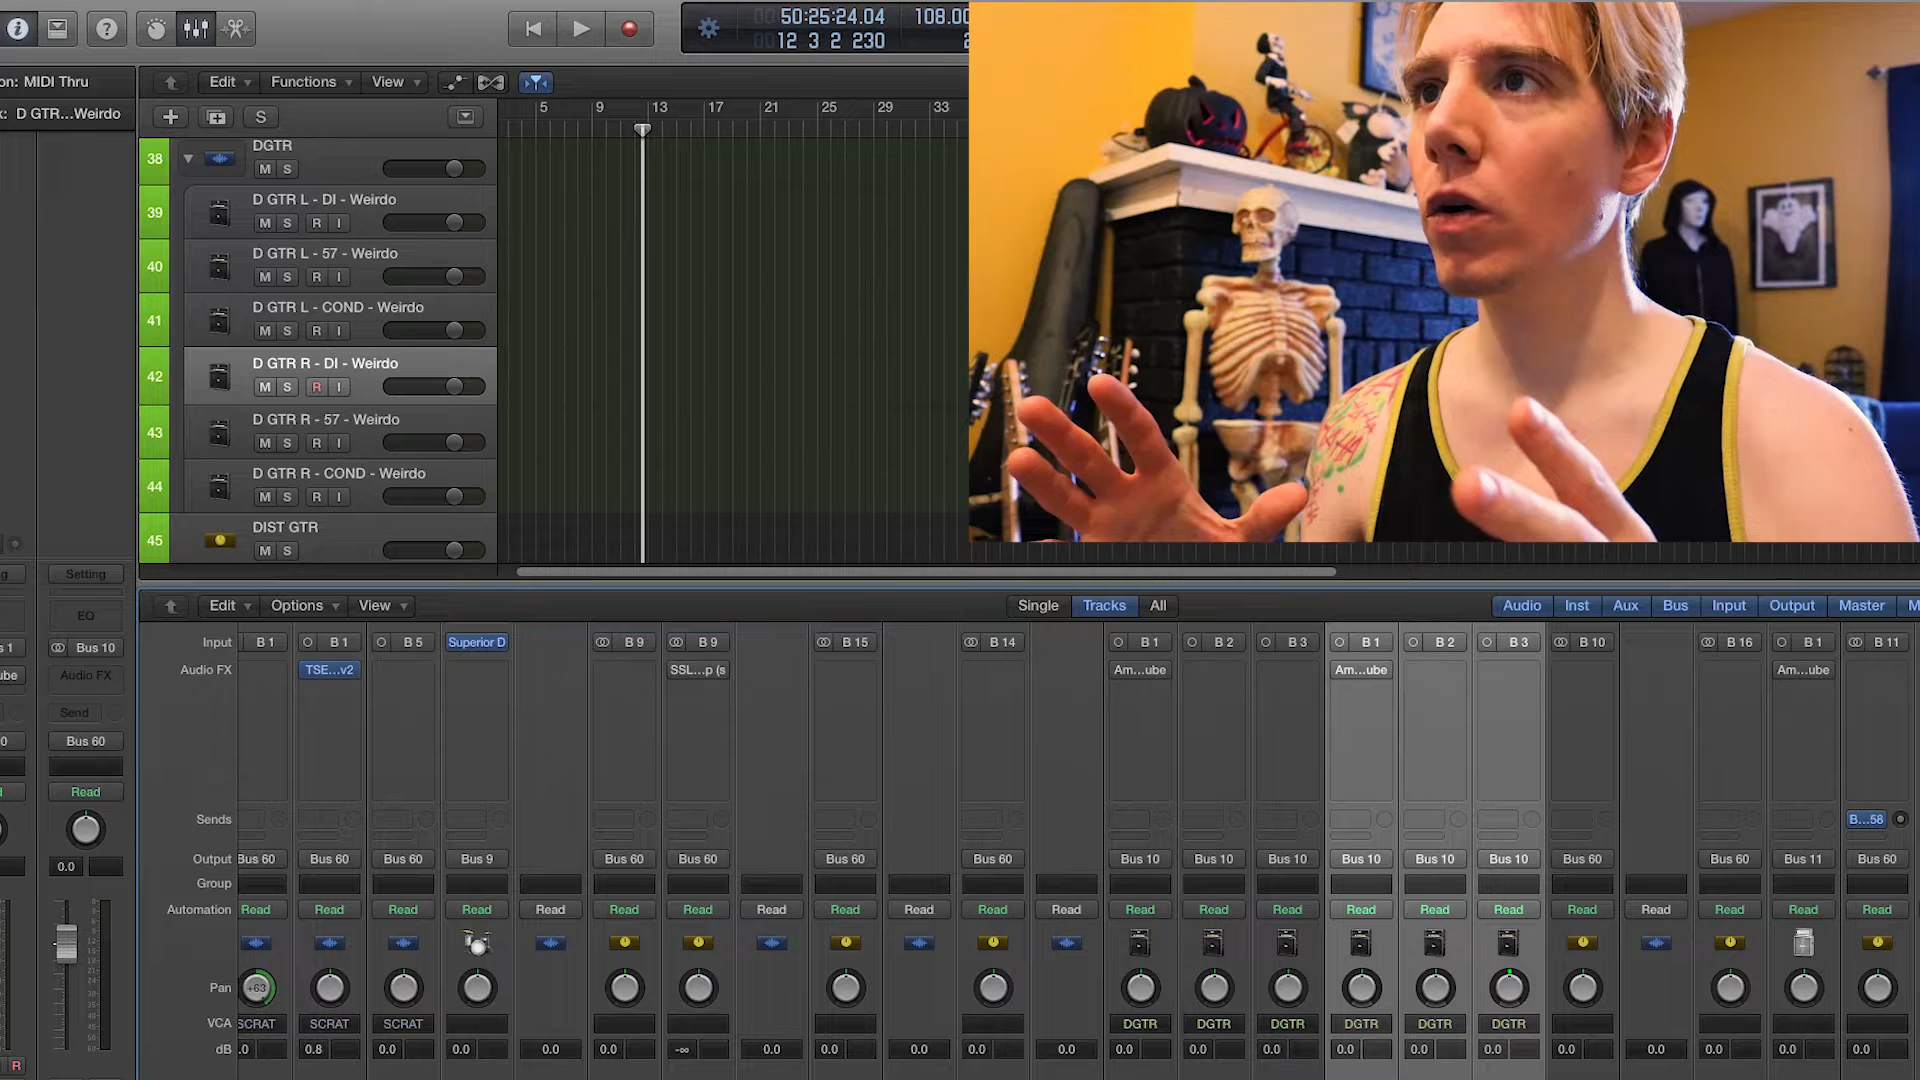 50:25:24.04 108.00
12 3 2 230
on: MIDI Thru
Edit Functions View
k: D GTR...Weirdo
S
5 9 13 17 21 25 29 33
38 DGTR
M S
39 D GTR L - DI - Weirdo
M S R I
40 D GTR L - 57 - Weirdo
M S R I
41 D GTR L - COND - Weirdo
M S R I
42 D GTR R - DI - Weirdo
M S R I
43 D GTR R - 57 - Weirdo
M S R I
44 D GTR R - COND - Weirdo
M S R I
45 DIST GTR
M S
Setting
EQ
Bus 10
Audio FX
Send
Bus 60
Read
0.0
R
Edit Options View Single Tracks All Audio Inst Aux Bus Input Output Master M
Input B 1 B 1 B 5 Superior D B 9 B 9 B 15 B 14 B 1 B 2 B 3 B 1 B 2 B 3 B 10 B 16 B 1 B 11
Audio FX TSE...v2 SSL...p (s Am...ube Am...ube Am...ube
Sends B...58
Output Bus 60 Bus 60 Bus 60 Bus 9 Bus 60 Bus 60 Bus 60 Bus 60 Bus 10 Bus 10 Bus 10 Bus 10 Bus 10 Bus 10 Bus 60 Bus 60 Bus 11 Bus 60
Group
Automation Read Read Read Read Read Read Read Read Read Read Read Read Read Read Read Read Read Read Read Read Read Read Read
Pan +63
VCA SCRAT SCRAT SCRAT DGTR DGTR DGTR DGTR DGTR DGTR
dB .0 0.8 0.0 0.0 0.0 0.0 -∞ 0.0 0.0 0.0 0.0 0.0 0.0 0.0 0.0 0.0 0.0 0.0 0.0 0.0 0.0 0.0 0.0